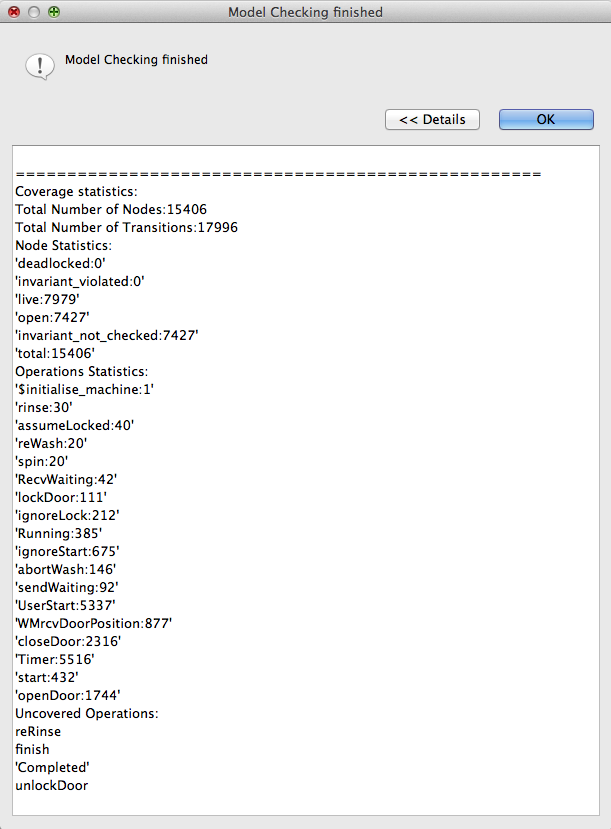 Model Checking finished
Model Checking finished
<< Details
OK
===================================================
Coverage statistics:
Total Number of Nodes:15406
Total Number of Transitions:17996
Node Statistics:
'deadlocked:0'
'invariant_violated:0'
'live:7979'
'open:7427'
'invariant_not_checked:7427'
'total:15406'
Operations Statistics:
'$initialise_machine:1'
'rinse:30'
'assumeLocked:40'
'reWash:20'
'spin:20'
'RecvWaiting:42'
'lockDoor:111'
'ignoreLock:212'
'Running:385'
'ignoreStart:675'
'abortWash:146'
'sendWaiting:92'
'UserStart:5337'
'WMrcvDoorPosition:877'
'closeDoor:2316'
'Timer:5516'
'start:432'
'openDoor:1744'
Uncovered Operations:
reRinse
finish
'Completed'
unlockDoor